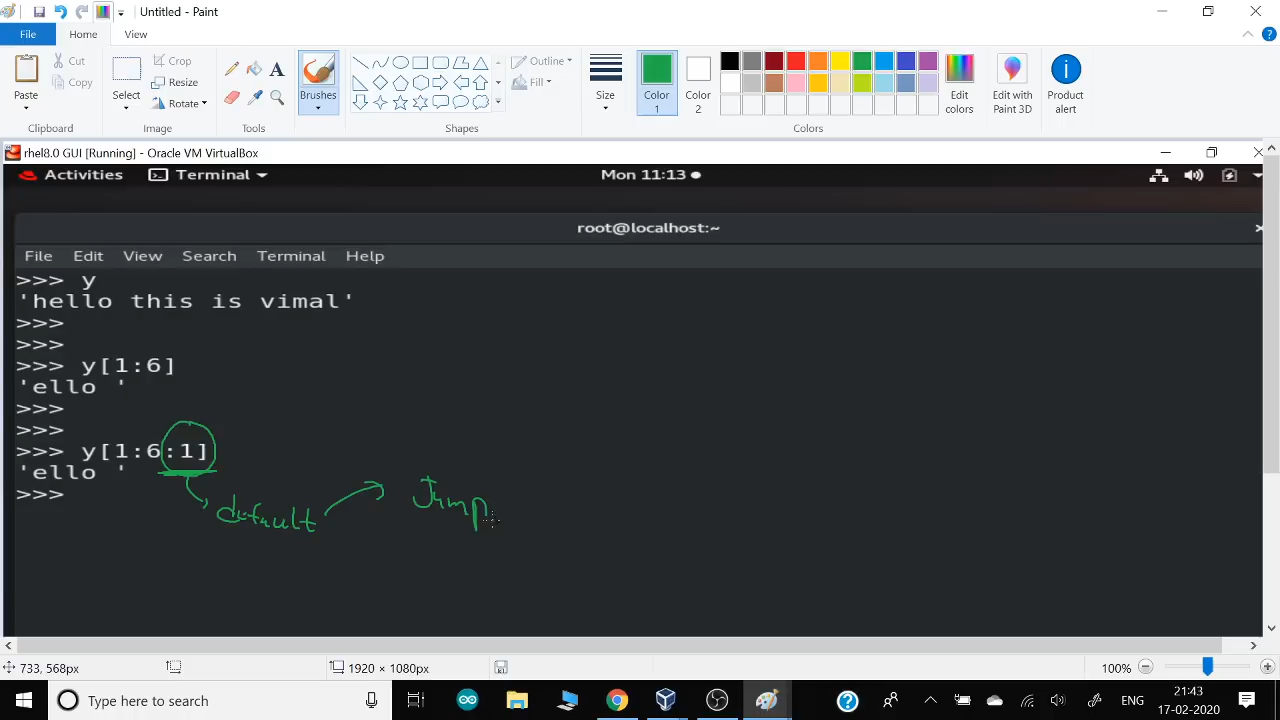 Untitled - Paint
File Home View
Paste
Cut
Copy
Clipboard
Select
Crop
Resize
Rotate
Image
Tools
Brushes
Shapes
Outline
Fill
Size
Color 1
Color 2
Edit colors
Colors
Edit with Paint 3D
Product alert
rhel8.0 GUI [Running] - Oracle VM VirtualBox
Activities Terminal Mon 11:13
root@localhost:~
File Edit View Search Terminal Help
>>> y
'hello this is vimal'
>>>
>>>
>>> y[1:6]
'ello '
>>>
>>>
>>> y[1:6:1]
'ello '
>>>
default Jump
733, 568px 1920 × 1080px 100%
Type here to search ENG 21:43
17-02-2020